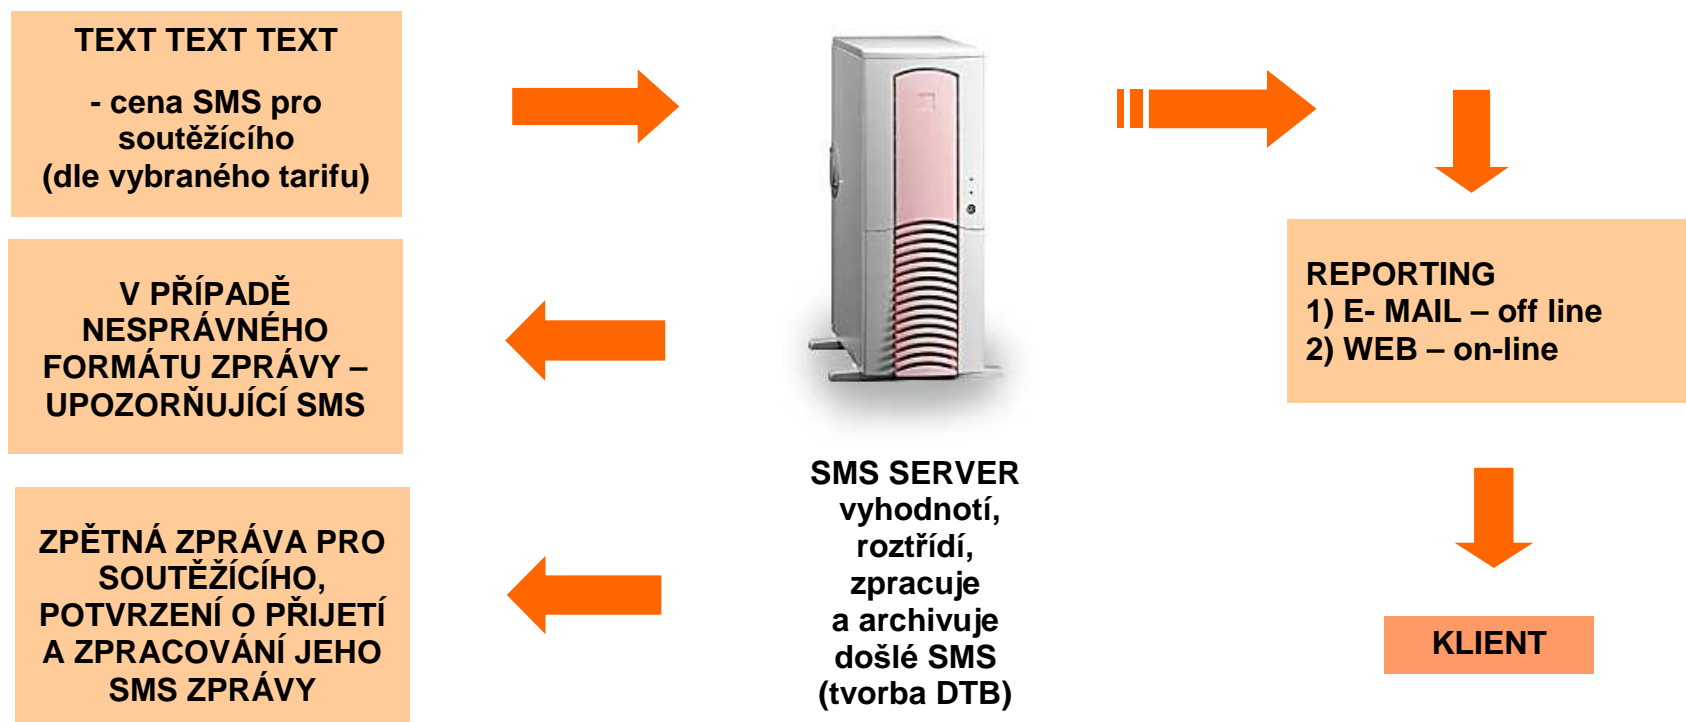 TEXT TEXT TEXT
- cena SMS pro
soutěžícího
(dle vybraného tarifu)
V PŘÍPADĚ
NESPRÁVNÉHO
FORMÁTU ZPRÁVY –
UPOZORŇUJÍCÍ SMS
ZPĚTNÁ ZPRÁVA PRO
SOUTĚŽÍCÍHO,
POTVRZENÍ O PŘIJETÍ
A ZPRACOVÁNÍ JEHO
SMS ZPRÁVY
SMS SERVER
vyhodnotí,
roztřídí,
zpracuje
a archivuje
došlé SMS
(tvorba DTB)
REPORTING
1) E- MAIL – off line
2) WEB – on-line
KLIENT